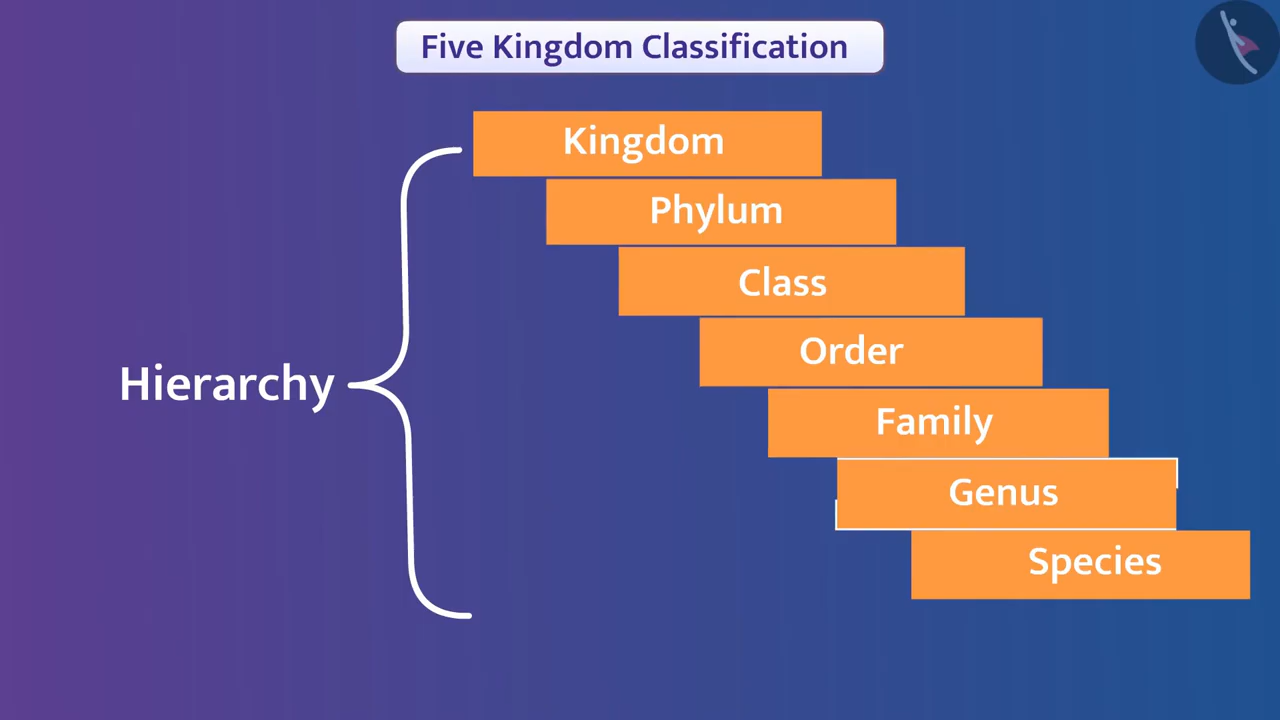 Five Kingdom Classification
Kingdom
Phylum
Class
Order
Hierarchy
Family
Genus
Species